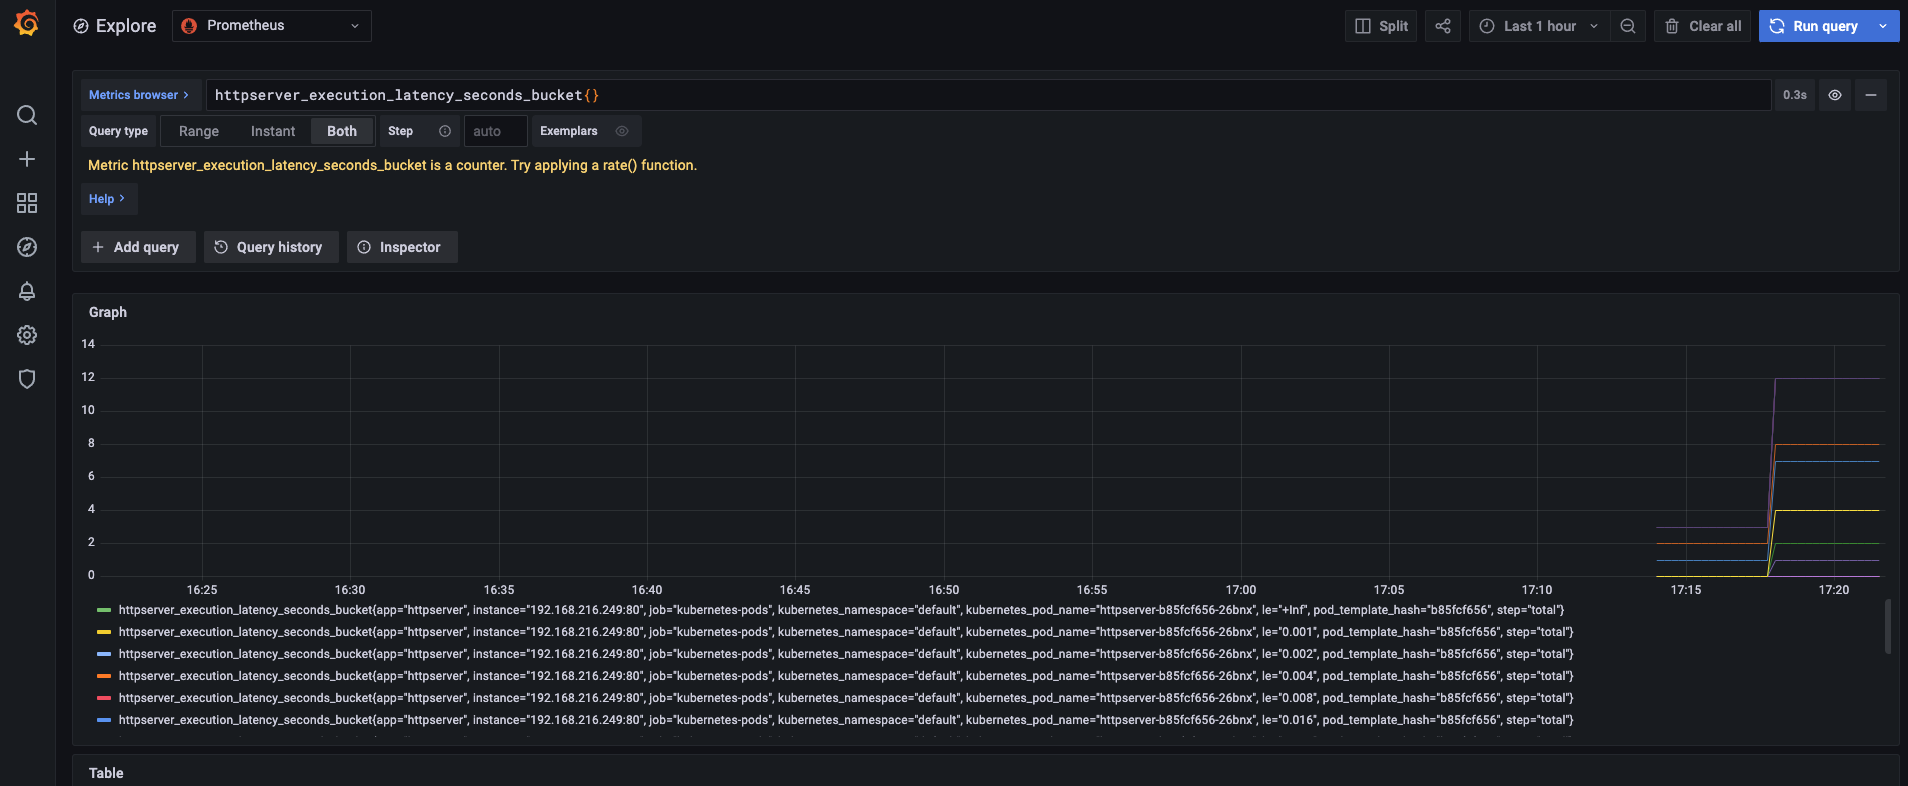 Explore Prometheus Split Last 1 hour Clear all Run query
Metrics browser > httpserver_execution_latency_seconds_bucket{} 0.3s
Query type Range Instant Both Step auto Exemplars
Metric httpserver_execution_latency_seconds_bucket is a counter. Try applying a rate() function.
Help >
+ Add query Query history Inspector
Graph
14
12
10
8
6
4
2
0
16:25 16:30 16:35 16:40 16:45 16:50 16:55 17:00 17:05 17:10 17:15 17:20
httpserver_execution_latency_seconds_bucket{app="httpserver", instance="192.168.216.249:80", job="kubernetes-pods", kubernetes_namespace="default", kubernetes_pod_name="httpserver-b85fcf656-26bnx", le="+Inf", pod_template_hash="b85fcf656", step="total"}
httpserver_execution_latency_seconds_bucket{app="httpserver", instance="192.168.216.249:80", job="kubernetes-pods", kubernetes_namespace="default", kubernetes_pod_name="httpserver-b85fcf656-26bnx", le="0.001", pod_template_hash="b85fcf656", step="total"}
httpserver_execution_latency_seconds_bucket{app="httpserver", instance="192.168.216.249:80", job="kubernetes-pods", kubernetes_namespace="default", kubernetes_pod_name="httpserver-b85fcf656-26bnx", le="0.002", pod_template_hash="b85fcf656", step="total"}
httpserver_execution_latency_seconds_bucket{app="httpserver", instance="192.168.216.249:80", job="kubernetes-pods", kubernetes_namespace="default", kubernetes_pod_name="httpserver-b85fcf656-26bnx", le="0.004", pod_template_hash="b85fcf656", step="total"}
httpserver_execution_latency_seconds_bucket{app="httpserver", instance="192.168.216.249:80", job="kubernetes-pods", kubernetes_namespace="default", kubernetes_pod_name="httpserver-b85fcf656-26bnx", le="0.008", pod_template_hash="b85fcf656", step="total"}
httpserver_execution_latency_seconds_bucket{app="httpserver", instance="192.168.216.249:80", job="kubernetes-pods", kubernetes_namespace="default", kubernetes_pod_name="httpserver-b85fcf656-26bnx", le="0.016", pod_template_hash="b85fcf656", step="total"}
Table